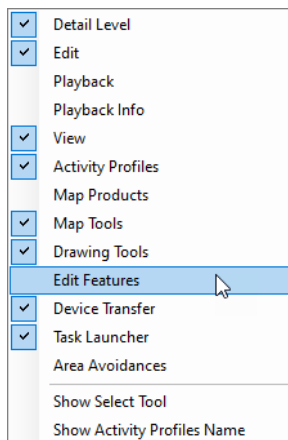 Detail Level
Edit
Playback
Playback Info
View
Activity Profiles
Map Products
Map Tools
Drawing Tools
Edit Features
Device Transfer
Task Launcher
Area Avoidances
Show Select Tool
Show Activity Profiles Name